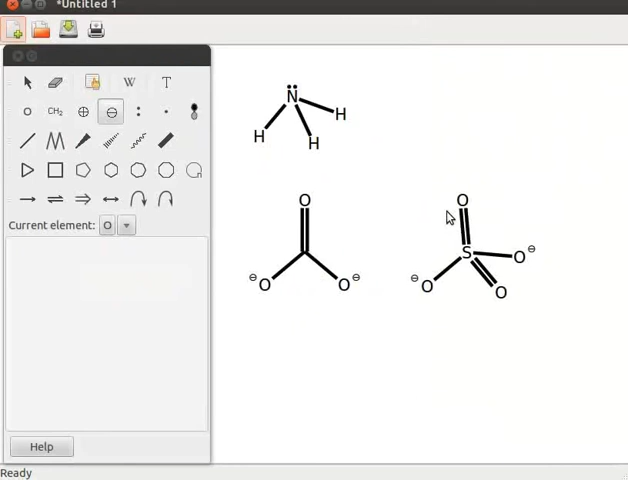 *Untitled 1
W T
O CH₂ ⊕ ⊖ : ·
n
Current element: O
Help
Ready
N̈
H H H
O
⊖ O O ⊖
O
S O ⊖
⊖ O O